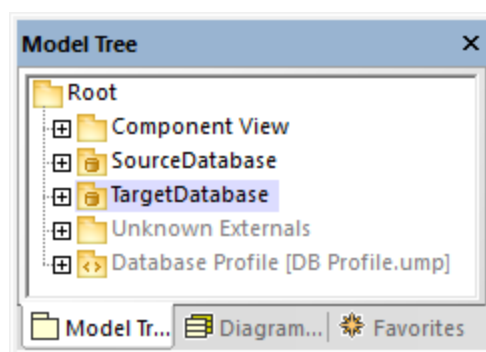 Model Tree
Root
Component View
SourceDatabase
TargetDatabase
Unknown Externals
Database Profile [DB Profile.ump]
Model Tr... Diagram... Favorites